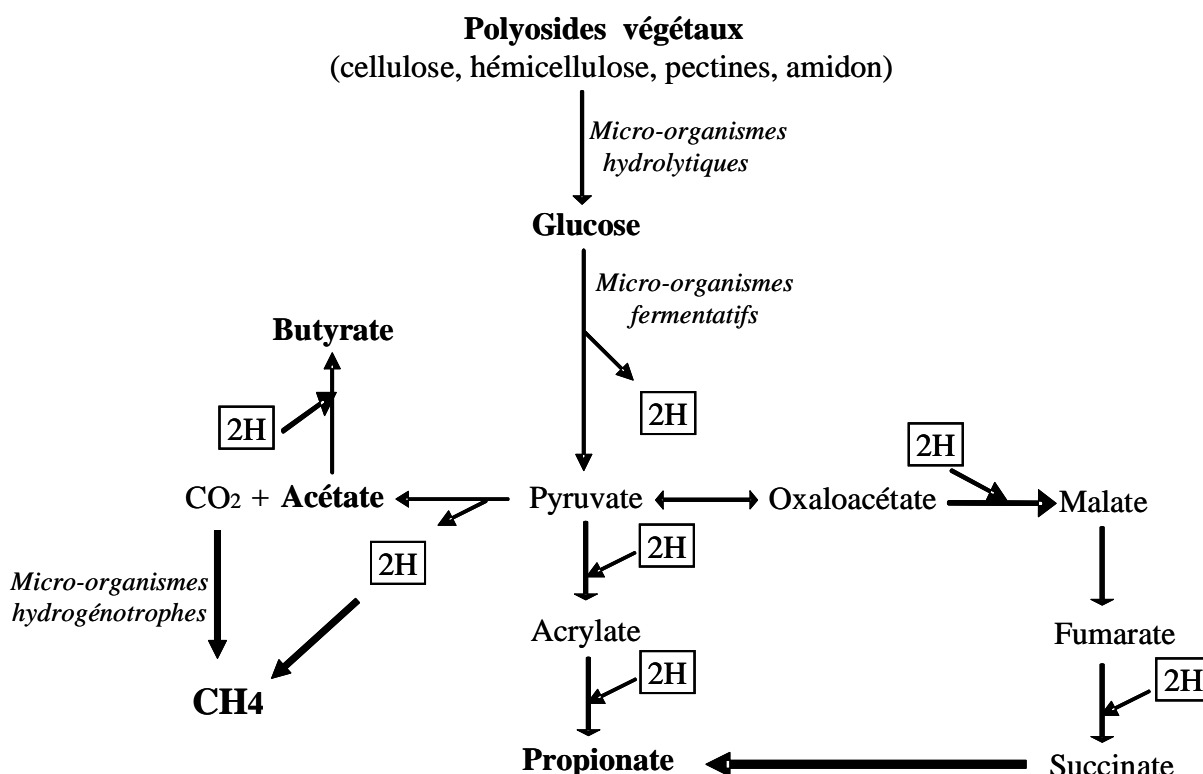 Polyosides végétaux
(cellulose, hémicellulose, pectines, amidon)
Micro-organismes
hydrolytiques
Glucose
Micro-organismes
fermentatifs
Butyrate
2H
2H
2H
CO2 + Acétate
Pyruvate
Oxaloacétate
Malate
2H
2H
Micro-organismes
hydrogénotrophes
Acrylate
Fumarate
2H
2H
CH4
Propionate
Succinate